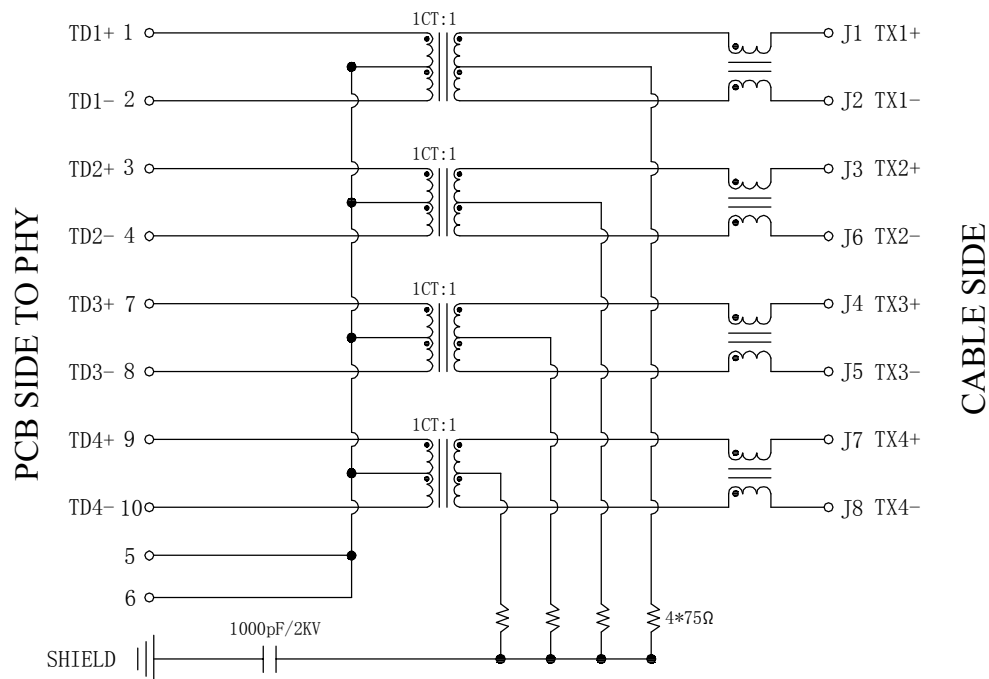 1CT:1
TD1+ 1
J1 TX1+
TD1- 2
J2 TX1-
1CT:1
TD2+ 3
J3 TX2+
TD2- 4
J6 TX2-
PCB SIDE TO PHY
CABLE SIDE
1CT:1
TD3+ 7
J4 TX3+
TD3- 8
J5 TX3-
1CT:1
TD4+ 9
J7 TX4+
TD4- 10
J8 TX4-
5
6
4*75Ω
1000pF/2KV
SHIELD